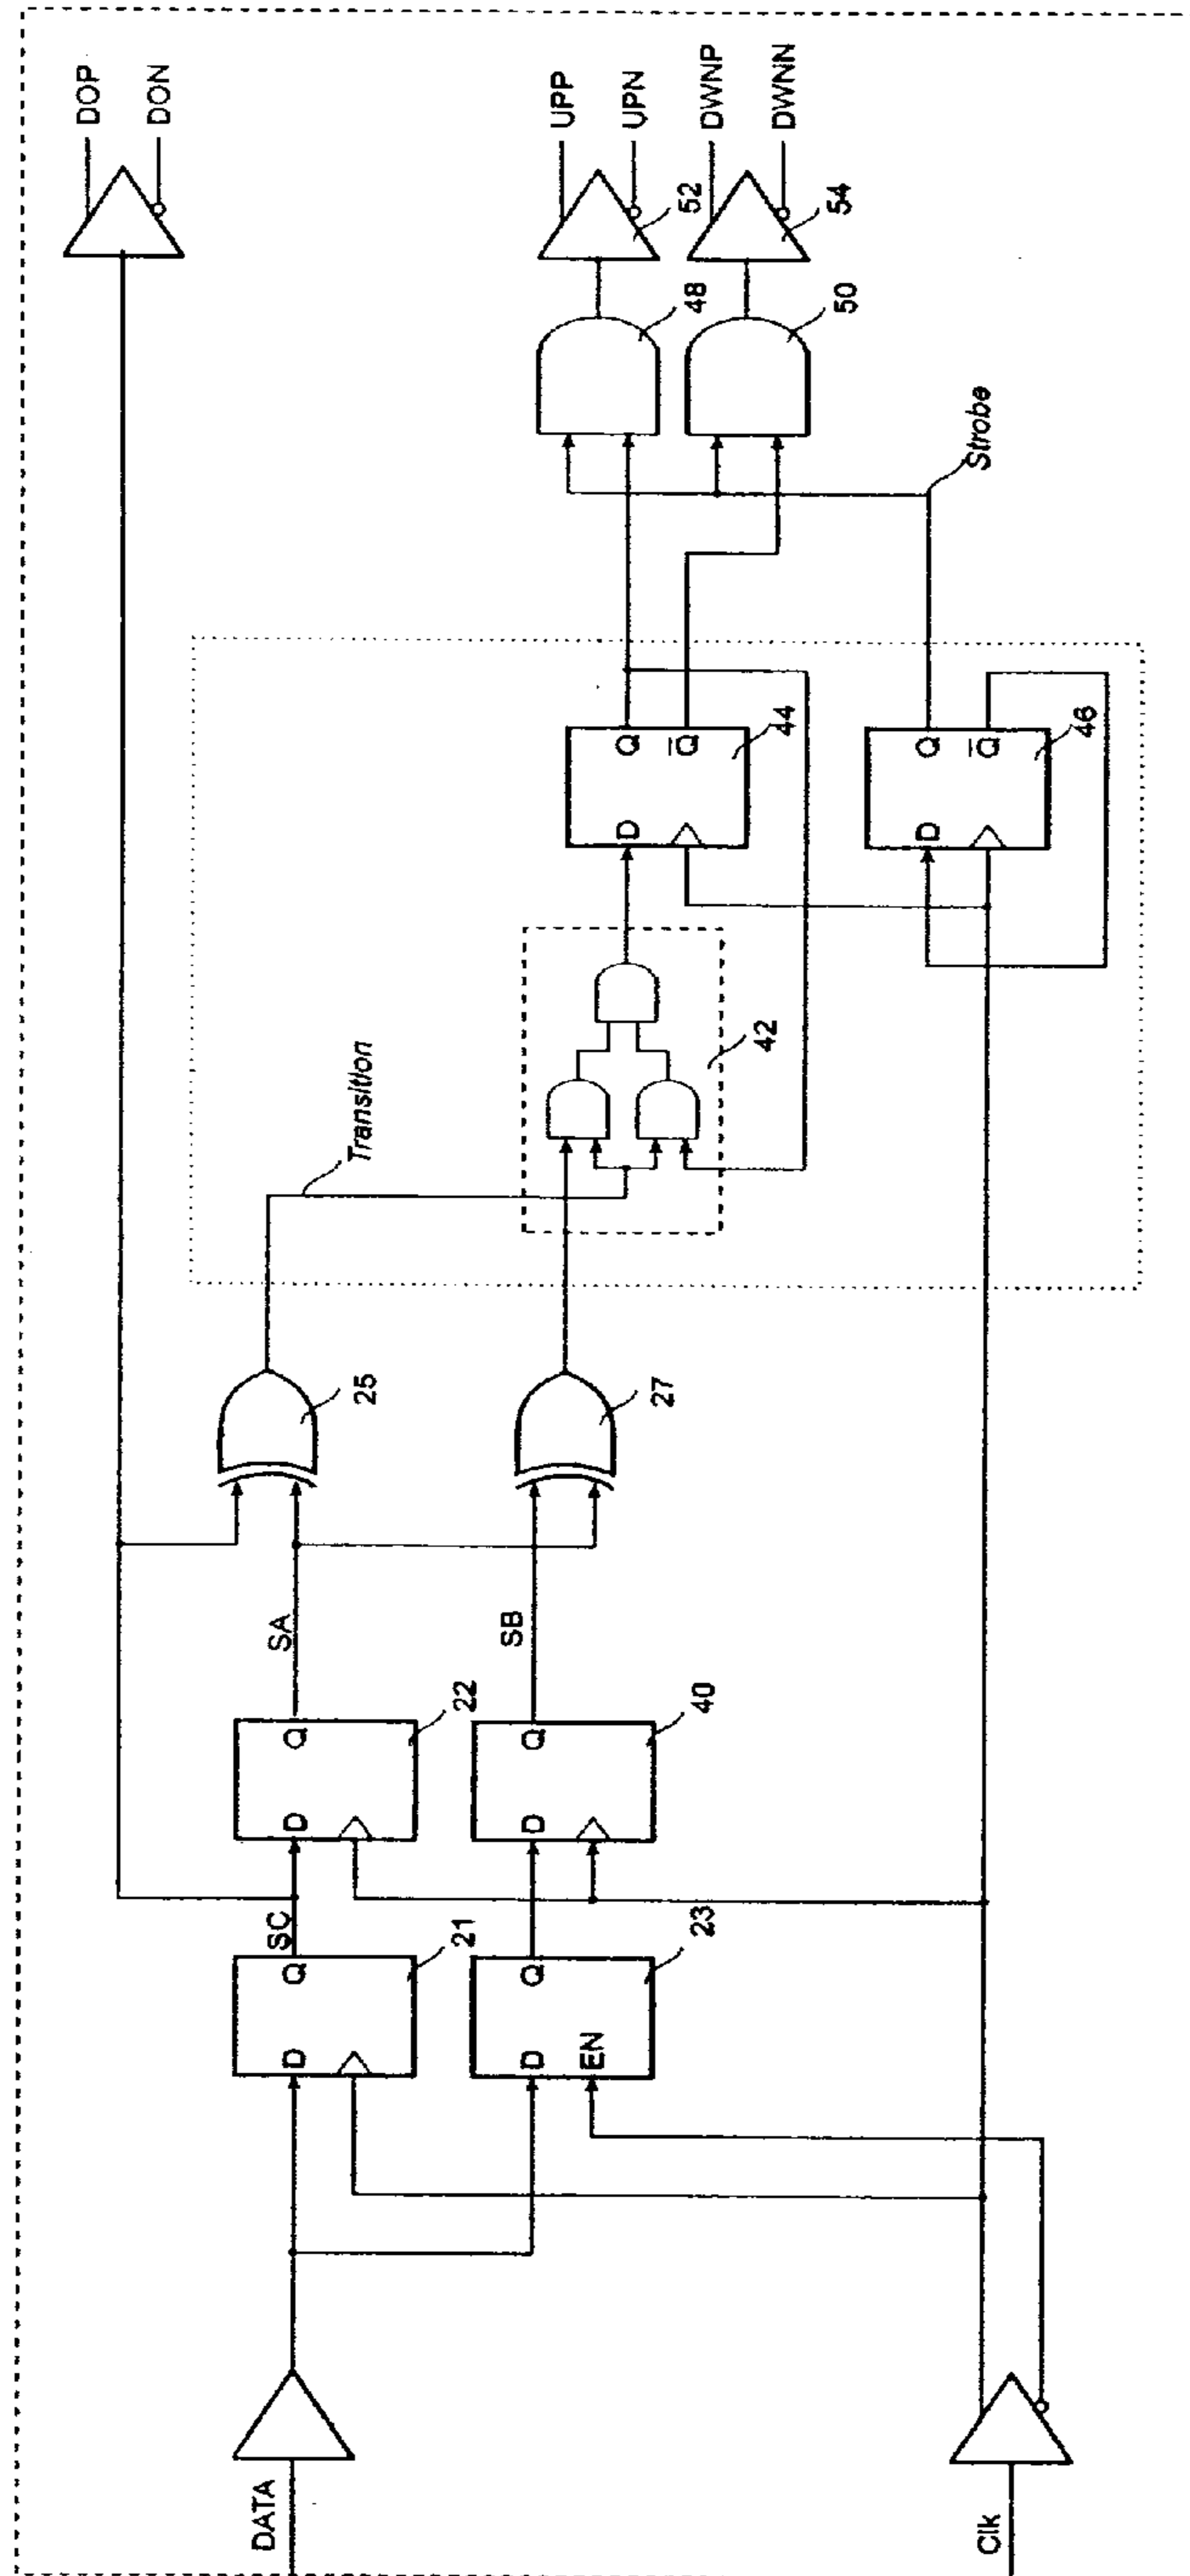 DOP
DON
UPP
UPN
DWNP
DWNN
52
54
48
50
Strobe
Q
Q
D
44
Q
Q
D
46
42
Transition
25
27
SA
SB
Q
D
22
Q
D
40
SC
Q
D
21
Q
D
EN
23
DATA
Clk